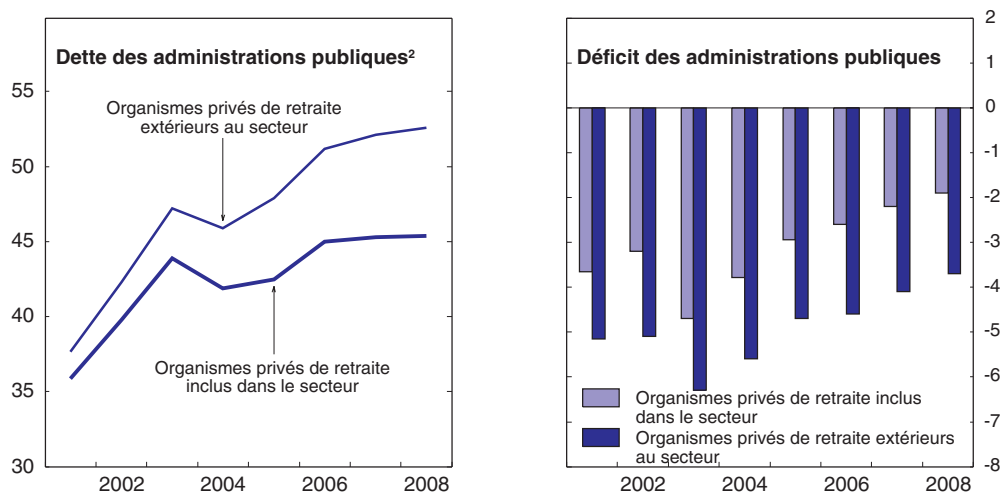 Dette des administrations publiques²
55
50
45
40
35
30
Organismes privés de retraite
extérieurs au secteur
Organismes privés de retraite
inclus dans le secteur
2002 2004 2006 2008
Déficit des administrations publiques
2
1
0
-1
-2
-3
-4
-5
-6
-7
-8
Organismes privés de retraite inclus
dans le secteur
Organismes privés de retraite extérieurs
au secteur
2002 2004 2006 2008